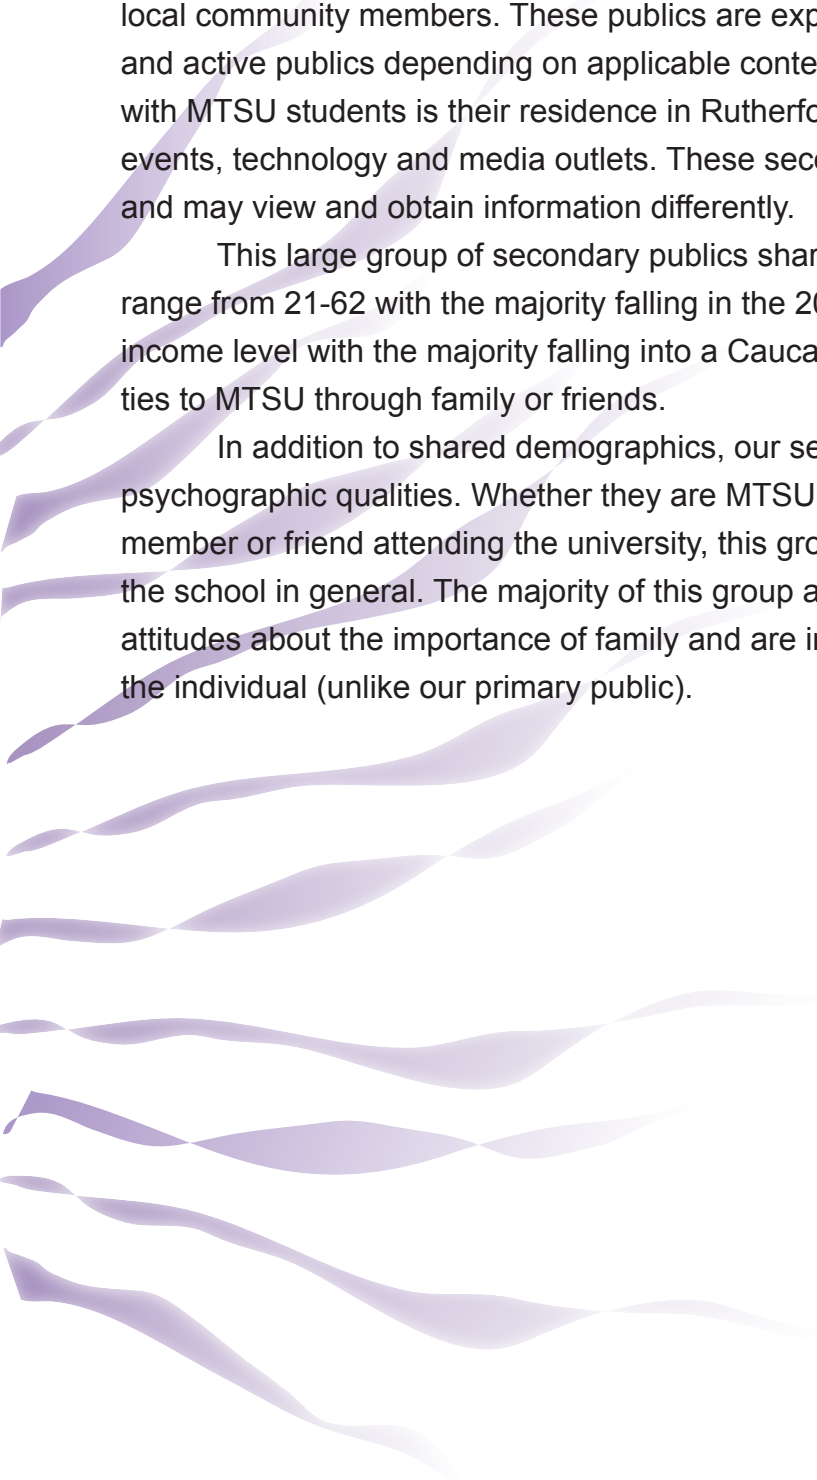 local community members. These publics are exp
and active publics depending on applicable conte
with MTSU students is their residence in Rutherfo
events, technology and media outlets. These seco
and may view and obtain information differently.
This large group of secondary publics shar
range from 21-62 with the majority falling in the 20
income level with the majority falling into a Cauca
ties to MTSU through family or friends.
In addition to shared demographics, our se
psychographic qualities. Whether they are MTSU
member or friend attending the university, this gro
the school in general. The majority of this group a
attitudes about the importance of family and are in
the individual (unlike our primary public).